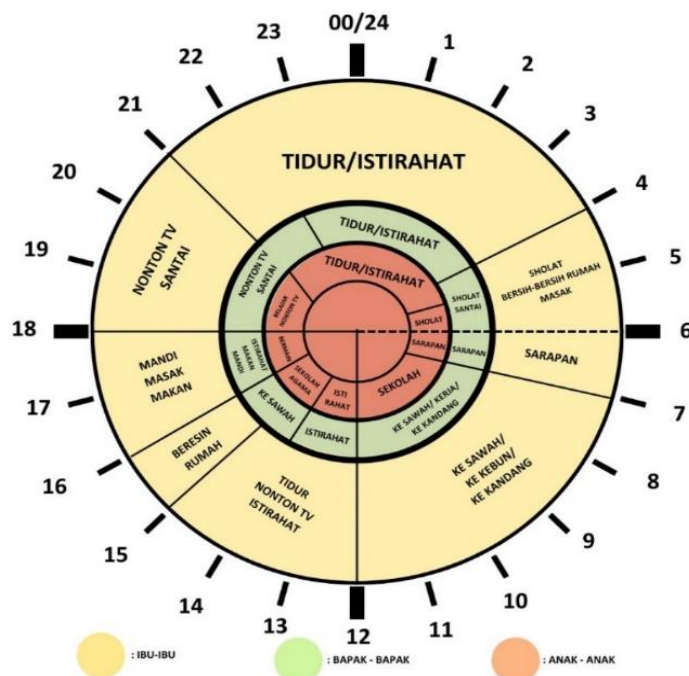 00/24
1
2
3
4
5
6
7
8
9
10
11
12
13
14
15
16
17
18
19
20
21
22
23
TIDUR/ISTIRAHAT
SHOLAT
BERSIH-BERSIH RUMAH
MASAK
SARAPAN
KE SAWAH/
KE KEBUN/
KE KANDANG
TIDUR
NONTON TV
ISTIRAHAT
BERESIN
RUMAH
MANDI
MASAK
MAKAN
NONTON TV
SANTAI
TIDUR/ISTIRAHAT
SHOLAT
SANTAI
SARAPAN
KE SAWAH/ KERJA/
KE KANDANG
ISTIRAHAT
KE SAWAH
ISTIRAHAT
MAKAN
MANDI
NONTON TV
SANTAI
TIDUR/ISTIRAHAT
SHOLAT
SARAPAN
SEKOLAH
ISTI
RAHAT
SEKOLAH
AGAMA
BERMAIN
BELAJAR
NONTON TV
: IBU-IBU
: BAPAK - BAPAK
: ANAK - ANAK